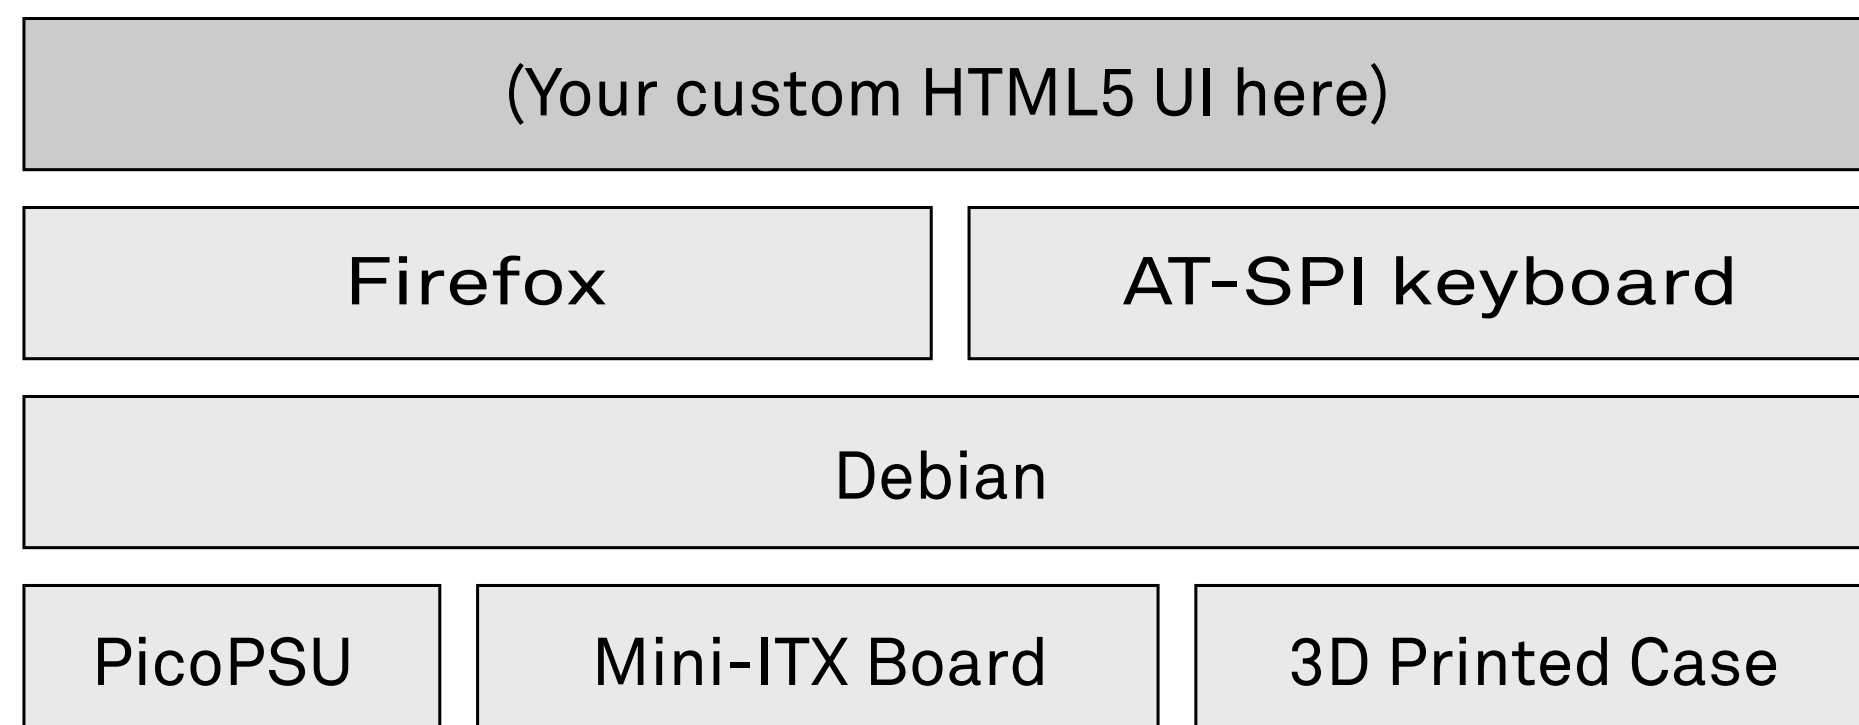 (Your custom HTML5 UI here)
Firefox
AT-SPI keyboard
Debian
PicoPSU
Mini-ITX Board
3D Printed Case